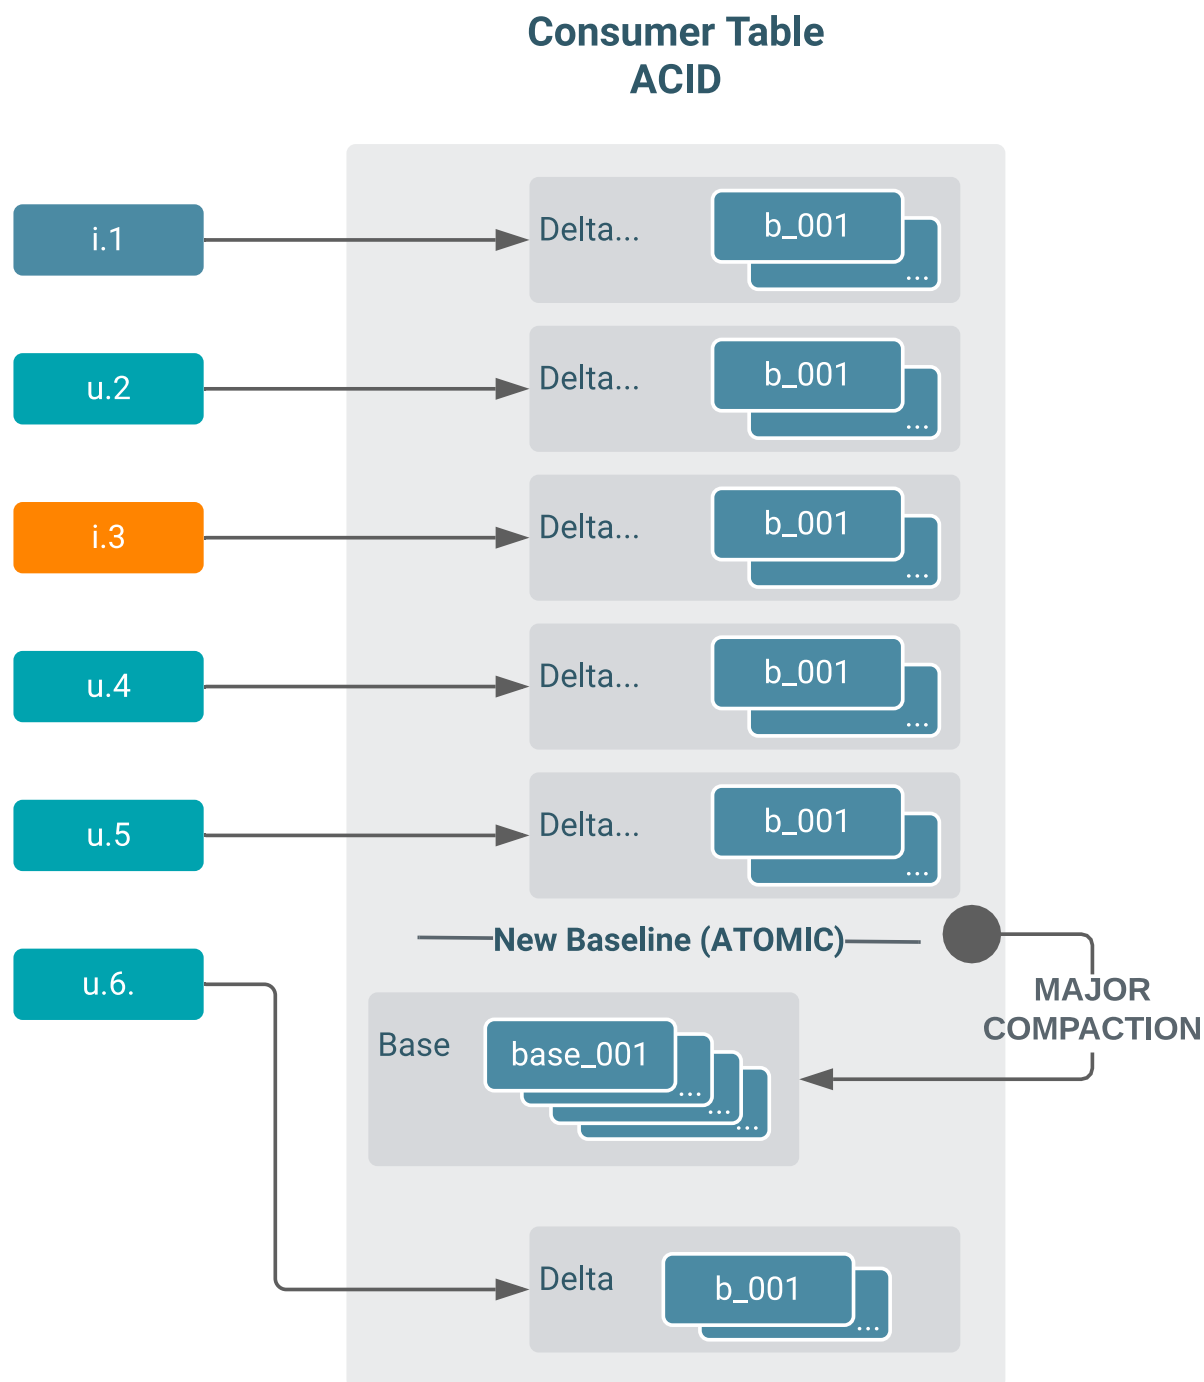 Consumer Table
ACID
i.1
Delta...
b_001
...
u.2
Delta...
b_001
...
i.3
Delta...
b_001
...
u.4
Delta...
b_001
...
u.5
Delta...
b_001
...
New Baseline (ATOMIC)
u.6.
MAJOR
COMPACTION
Base
base_001
...
...
...
Delta
b_001
...